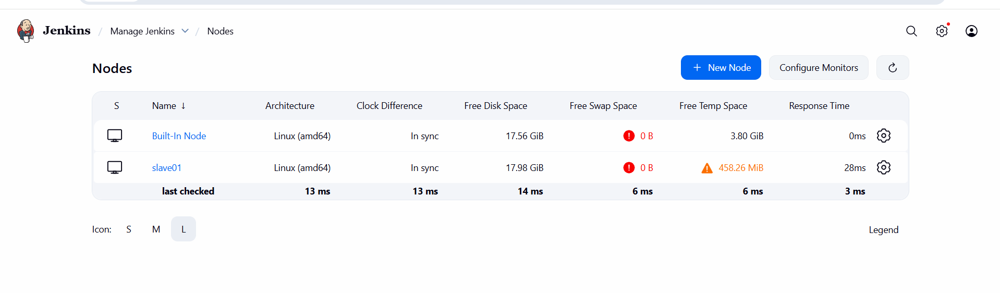 Jenkins / Manage Jenkins / Nodes
Nodes
+ New Node Configure Monitors
S Name ↓ Architecture Clock Difference Free Disk Space Free Swap Space Free Temp Space Response Time
Built-In Node Linux (amd64) In sync 17.56 GiB 0 B 3.80 GiB 0ms
slave01 Linux (amd64) In sync 17.98 GiB 0 B 458.26 MiB 28ms
last checked 13 ms 13 ms 14 ms 6 ms 6 ms 3 ms
Icon: S M L Legend